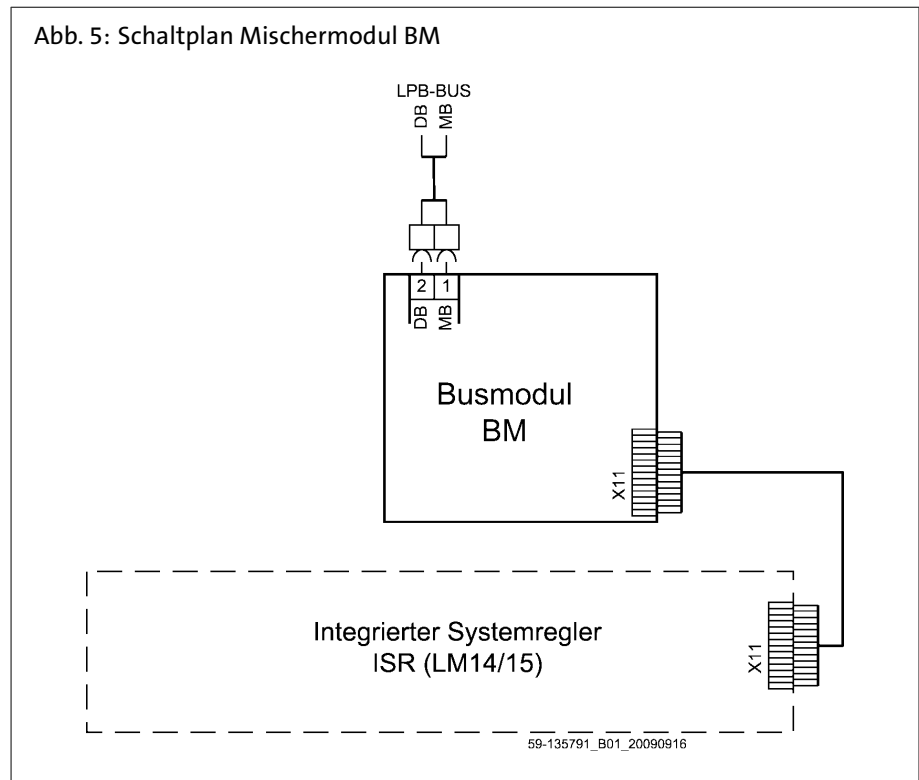 Abb. 5: Schaltplan Mischermodul BM
LPB-BUS
DB
MB
2
1
DB
MB
Busmodul
BM
X11
Integrierter Systemregler
ISR (LM14/15)
X11
59-135791_B01_20090916